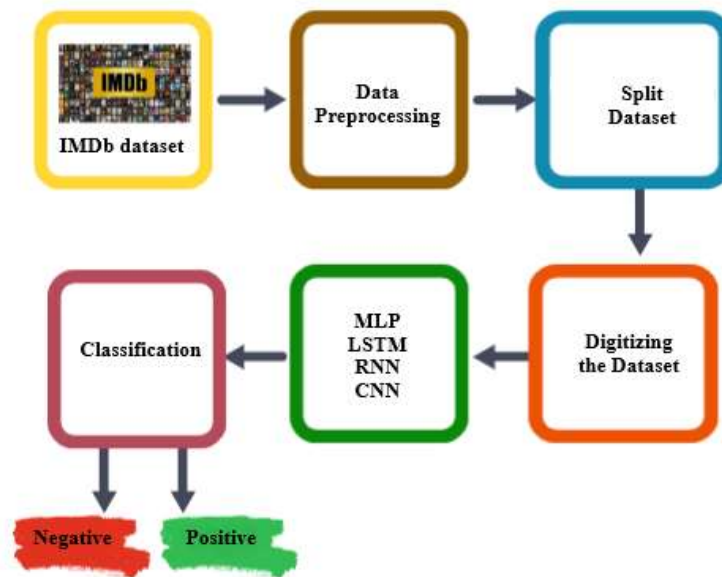 IMDb
IMDb dataset
Data
Preprocessing
Split
Dataset
Digitizing
the Dataset
MLP
LSTM
RNN
CNN
Classification
Negative
Positive